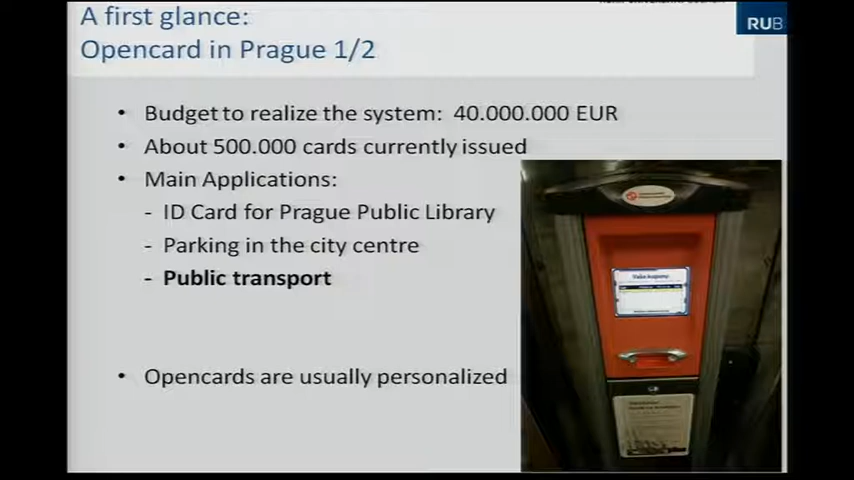 A first glance:
Opencard in Prague 1/2
RUB
• Budget to realize the system: 40.000.000 EUR
• About 500.000 cards currently issued
• Main Applications:
- ID Card for Prague Public Library
- Parking in the city centre
- Public transport
• Opencards are usually personalized